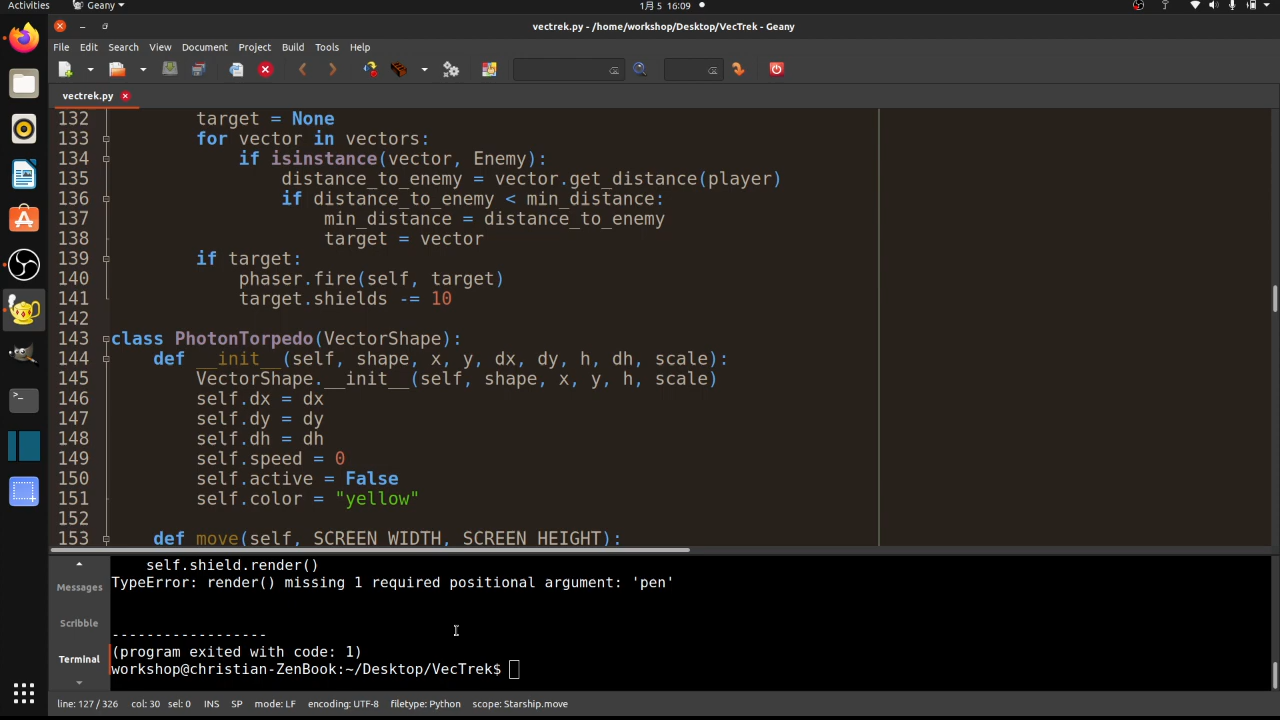 Activities
Geany
1月 5 16:09
vectrek.py - /home/workshop/Desktop/VecTrek - Geany
File Edit Search View Document Project Build Tools Help
vectrek.py
132 target = None
133 for vector in vectors:
134 if isinstance(vector, Enemy):
135 distance_to_enemy = vector.get_distance(player)
136 if distance_to_enemy < min_distance:
137 min_distance = distance_to_enemy
138 target = vector
139 if target:
140 phaser.fire(self, target)
141 target.shields -= 10
142
143 class PhotonTorpedo(VectorShape):
144 def __init__(self, shape, x, y, dx, dy, h, dh, scale):
145 VectorShape.__init__(self, shape, x, y, h, scale)
146 self.dx = dx
147 self.dy = dy
148 self.dh = dh
149 self.speed = 0
150 self.active = False
151 self.color = "yellow"
152
153 def move(self, SCREEN_WIDTH, SCREEN_HEIGHT):
Messages
Scribble
Terminal
self.shield.render()
TypeError: render() missing 1 required positional argument: 'pen'
------------------
(program exited with code: 1)
workshop@christian-ZenBook:~/Desktop/VecTrek$
line: 127 / 326 col: 30 sel: 0 INS SP mode: LF encoding: UTF-8 filetype: Python scope: Starship.move